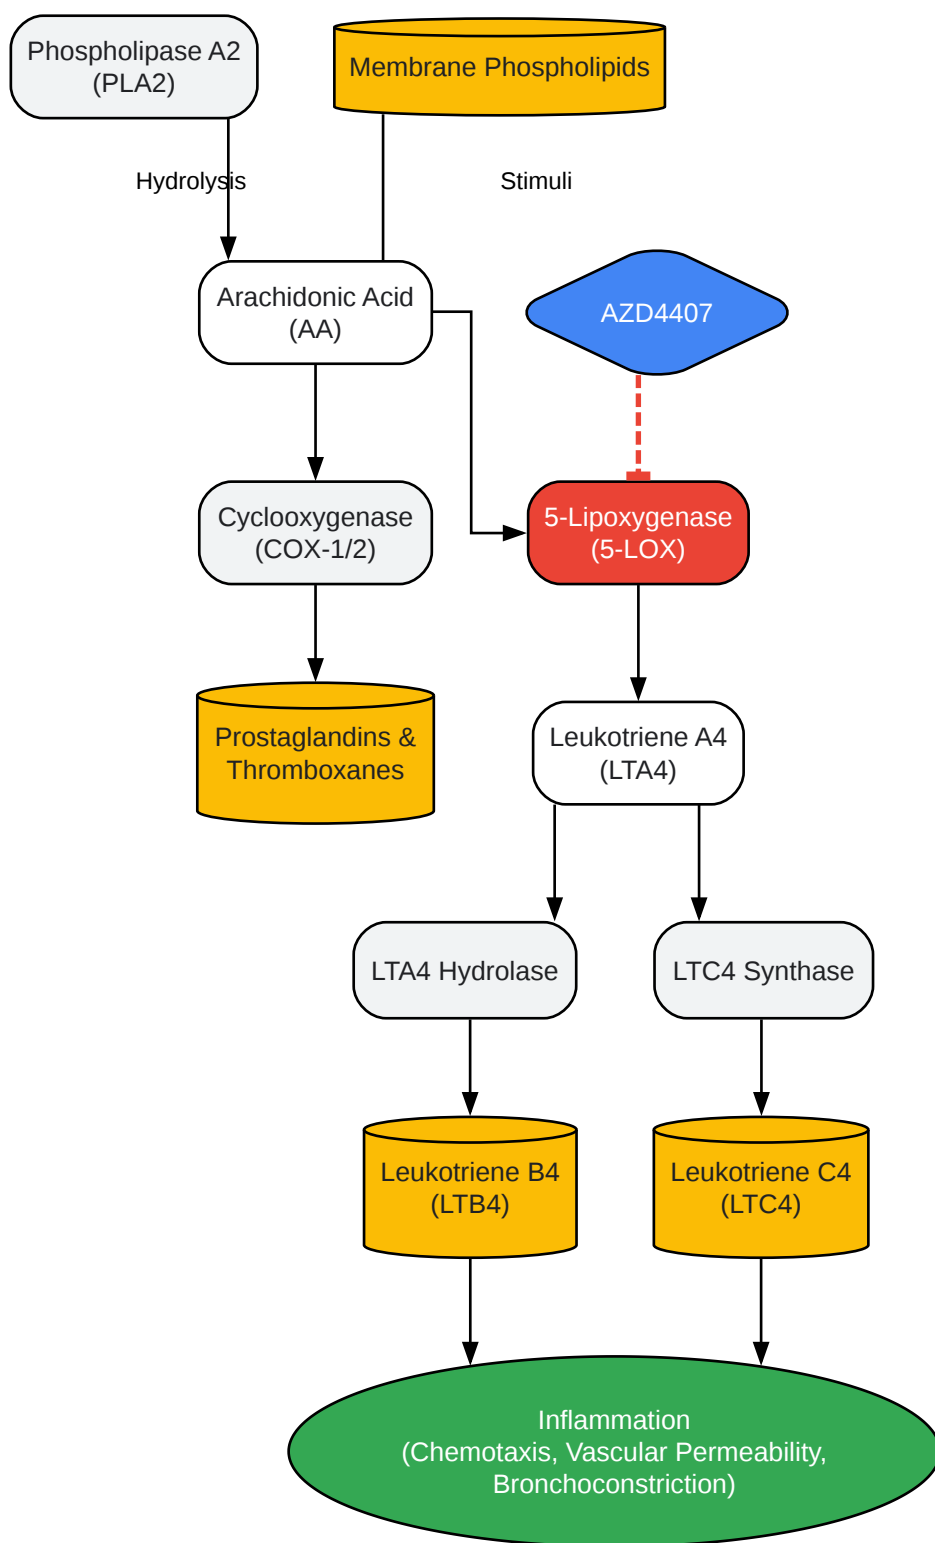 Phospholipase A2
(PLA2)
Membrane Phospholipids
Hydrolysis
Stimuli
Arachidonic Acid
(AA)
AZD4407
Cyclooxygenase
(COX-1/2)
5-Lipoxygenase
(5-LOX)
Prostaglandins &
Thromboxanes
Leukotriene A4
(LTA4)
LTA4 Hydrolase
LTC4 Synthase
Leukotriene B4
(LTB4)
Leukotriene C4
(LTC4)
Inflammation
(Chemotaxis, Vascular Permeability,
Bronchoconstriction)